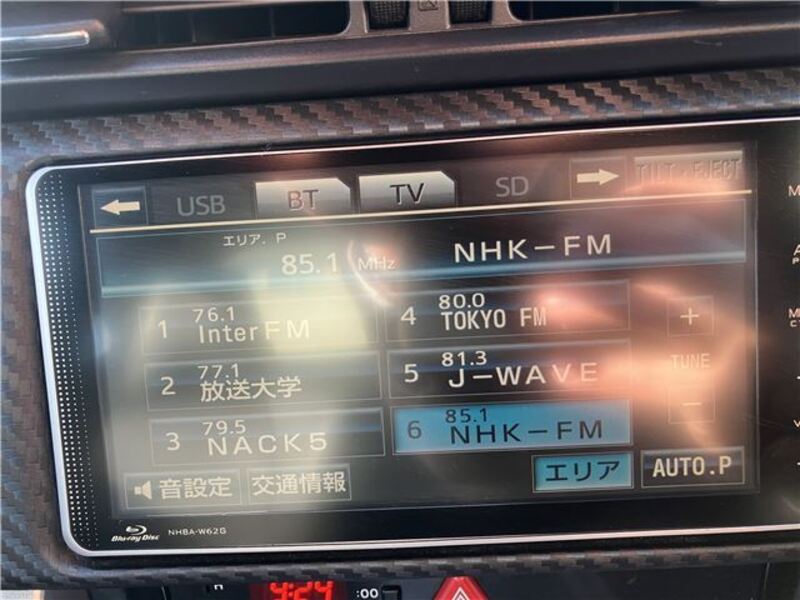 USB BT TV SD TILT・EJECT
エリア. P
85.1 MHz NHK－FM
1 76.1 InterFM
4 80.0 TOKYO FM
2 77.1 放送大学
5 81.3 J－WAVE
3 79.5 NACK5
6 85.1 NHK－FM
+
TUNE
－
音設定 交通情報 エリア AUTO.P
Blu-ray Disc NHBA-W62G
4:24 :00